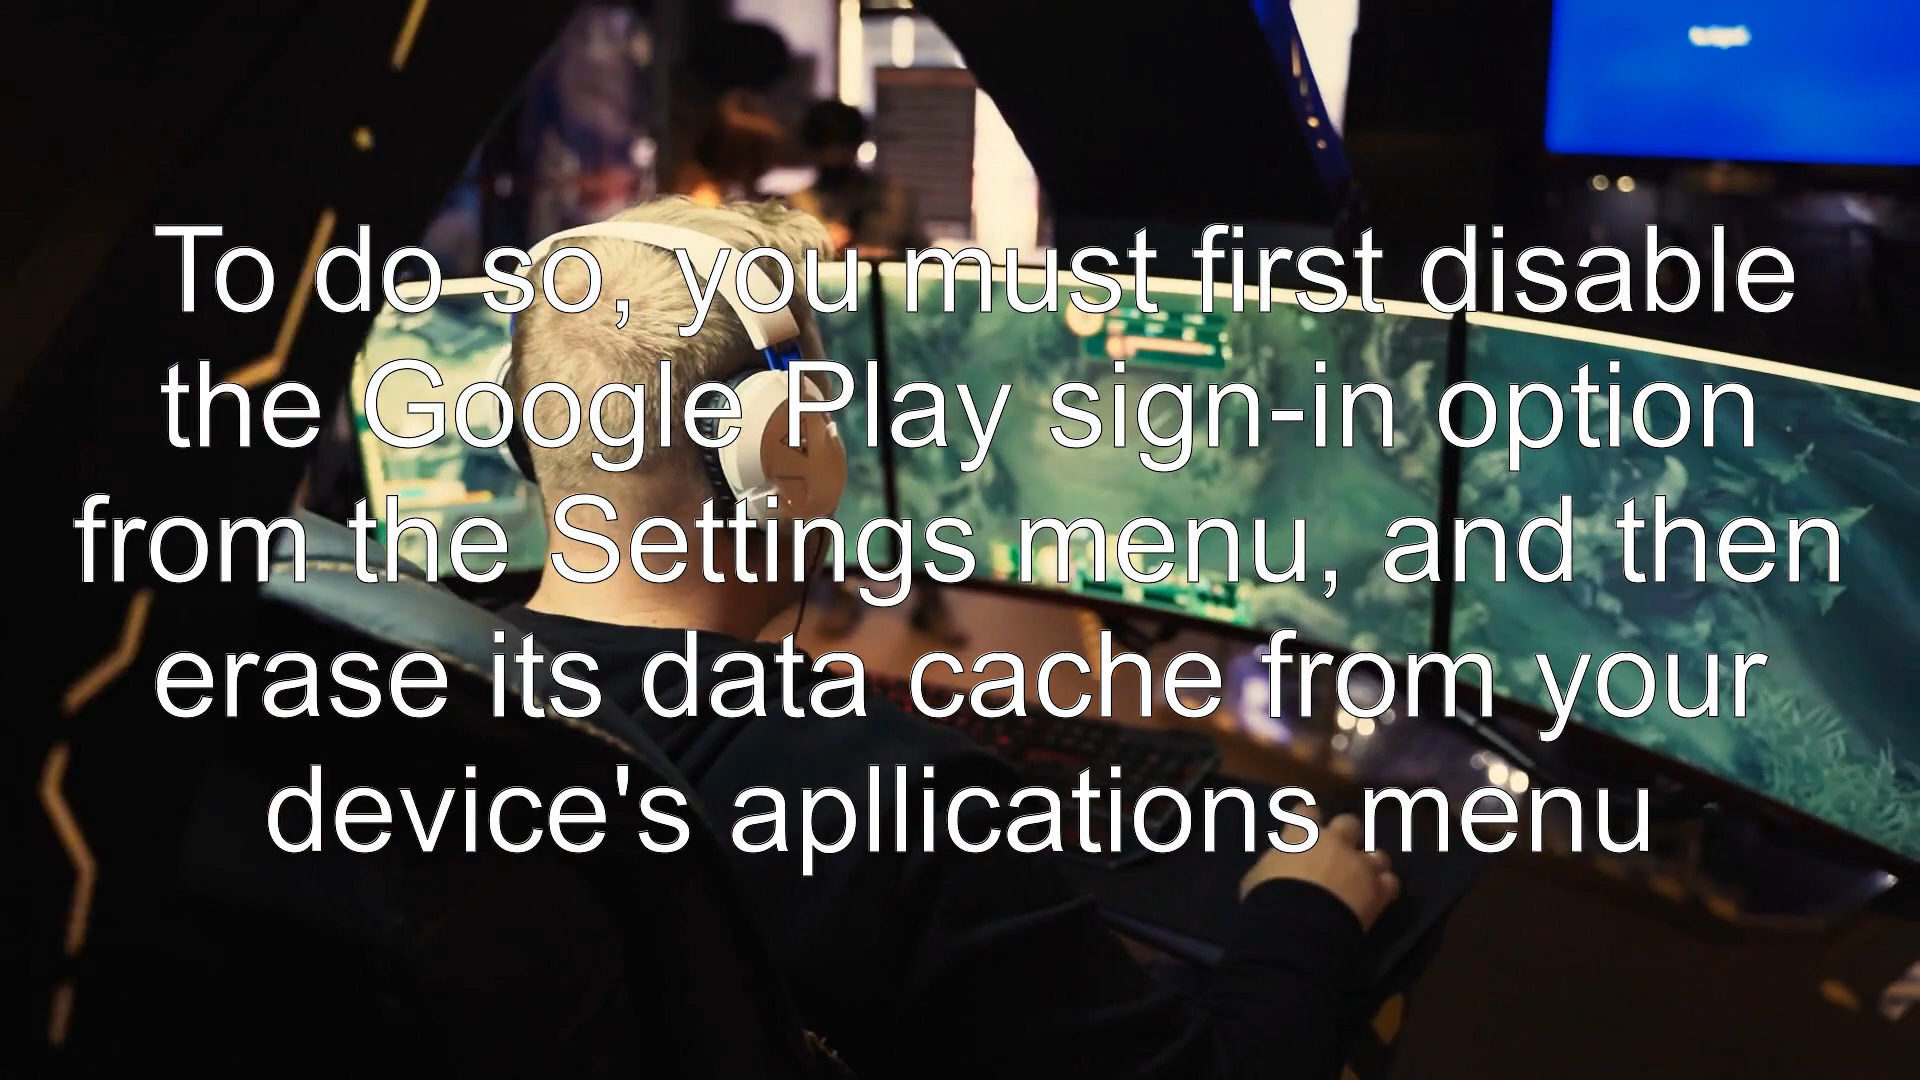 To do so, you must first disable
the Google Play sign-in option
from the Settings menu, and then
erase its data cache from your
device's apllications menu